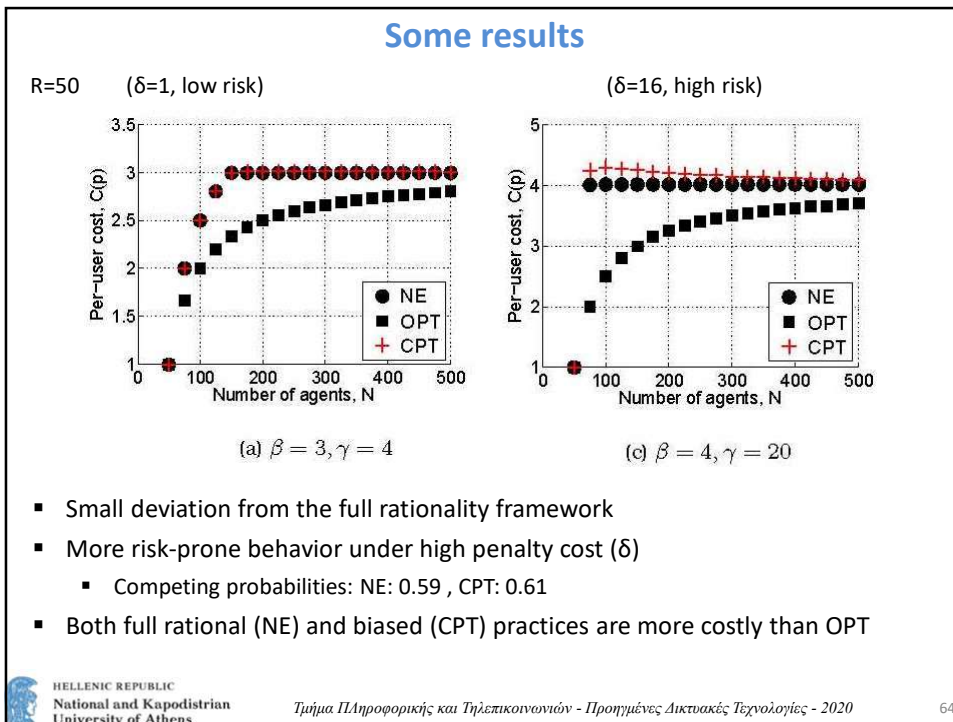 Some results
R=50 (δ=1, low risk) (δ=16, high risk)
3.5
3
2.5
2
1.5
1
Per-user cost, C(p)
0 100 200 300 400 500
Number of agents, N
NE
OPT
CPT
(a) β = 3, γ = 4
5
4
3
2
1
Per-user cost, C(p)
0 100 200 300 400 500
Number of agents, N
NE
OPT
CPT
(c) β = 4, γ = 20
▪ Small deviation from the full rationality framework
▪ More risk-prone behavior under high penalty cost (δ)
▪ Competing probabilities: NE: 0.59 , CPT: 0.61
▪ Both full rational (NE) and biased (CPT) practices are more costly than OPT
HELLENIC REPUBLIC
National and Kapodistrian
University of Athens
Τμήμα ΠΛηροφορικής και Τηλεπικοινωνιών - Προηγμένες Δικτυακές Τεχνολογίες - 2020
64